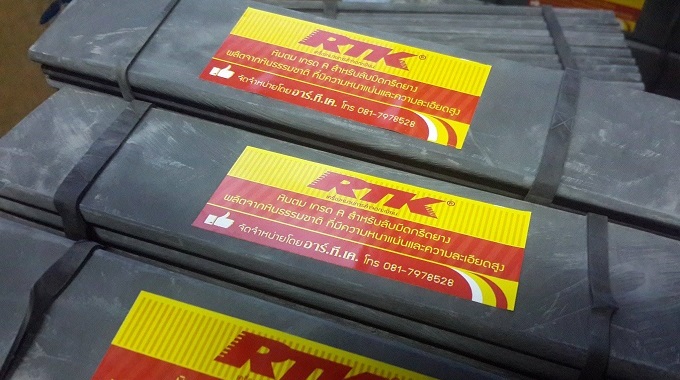 RTK®
หินดม เกรด A สำหรับลับมีดกรีดยาง
ผลิตจากหินธรรมชาติ ที่มีความหนาแน่นและความละเอียดสูง
จัดจำหน่ายโดย อาร์.ที.เค. โทร 081-7978528
RTK®
หินดม เกรด A สำหรับลับมีดกรีดยาง
ผลิตจากหินธรรมชาติ ที่มีความหนาแน่นและความละเอียดสูง
จัดจำหน่ายโดย อาร์.ที.เค. โทร 081-7978528
RTK®